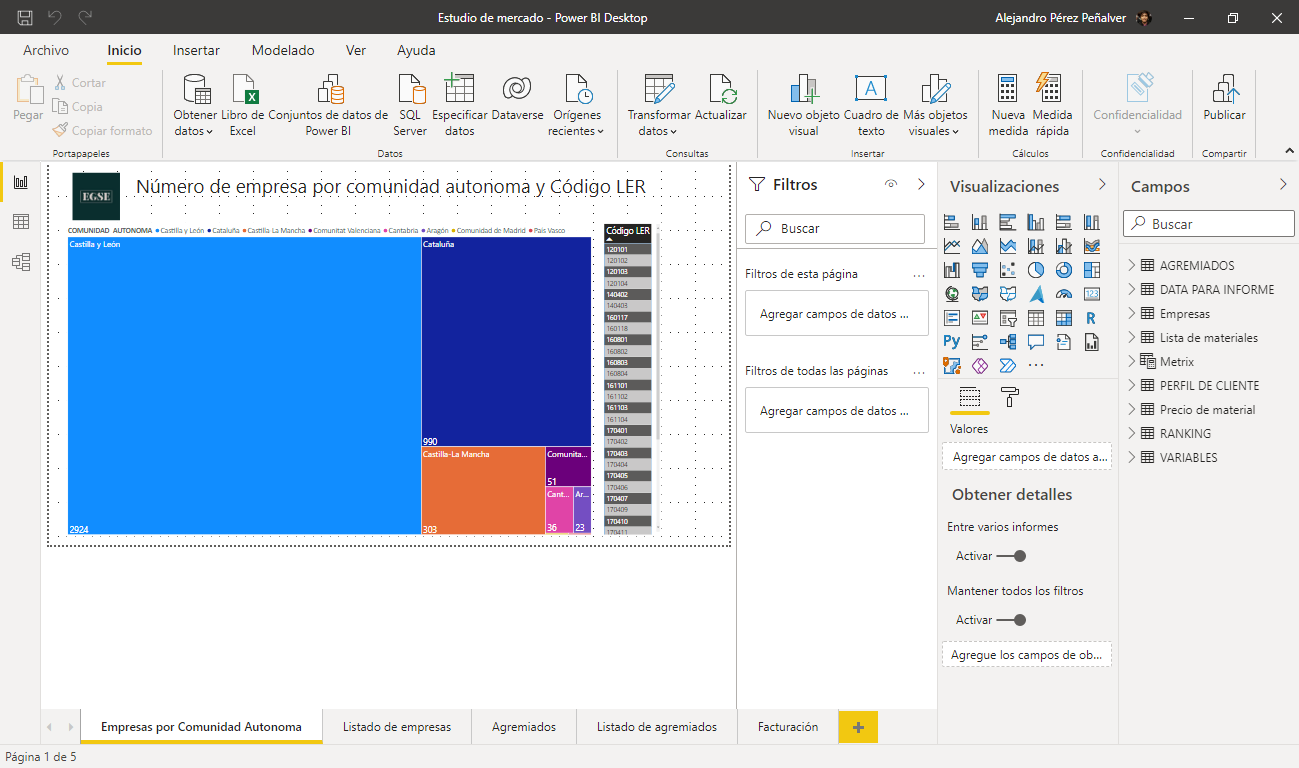 Estudio de mercado - Power BI Desktop
Alejandro Pérez Peñalver
Archivo
Inicio
Insertar
Modelado
Ver
Ayuda
Pegar
Cortar
Copia
Copiar formato
Portapapeles
Obtener
datos
Libro de
Excel
Conjuntos de datos de
Power BI
SQL
Server
Especificar
datos
Dataverse
Orígenes
recientes
Datos
Transformar
datos
Actualizar
Consultas
Nuevo objeto
visual
Cuadro de
texto
Más objetos
visuales
Insertar
Nueva
medida
Medida
rápida
Cálculos
Confidencialidad
Confidencialidad
Publicar
Compartir
EGSE
Número de empresa por comunidad autonoma y Código LER
COMUNIDAD AUTONOMA Castilla y León Cataluña Castilla-La Mancha Comunitat Valenciana Cantabria Aragón Comunidad de Madrid País Vasco
Castilla y León
2924
Cataluña
990
Castilla-La Mancha
303
Comunita...
51
Cant...
36
Ar...
23
Código LER
120101
120102
120103
120104
140402
140403
160117
160118
160801
160802
160803
160804
161101
161102
161103
161104
170401
170402
170403
170404
170405
170406
170407
170409
170410
170411
Filtros
Buscar
Filtros de esta página
...
Agregar campos de datos ...
Filtros de todas las páginas
...
Agregar campos de datos ...
Visualizaciones
123
R
Py
...
Valores
Agregar campos de datos a...
Obtener detalles
Entre varios informes
Activar
Mantener todos los filtros
Activar
Agregue los campos de ob...
Campos
Buscar
AGREMIADOS
DATA PARA INFORME
Empresas
Lista de materiales
Metrix
PERFIL DE CLIENTE
Precio de material
RANKING
VARIABLES
Empresas por Comunidad Autonoma
Listado de empresas
Agremiados
Listado de agremiados
Facturación
+
Página 1 de 5